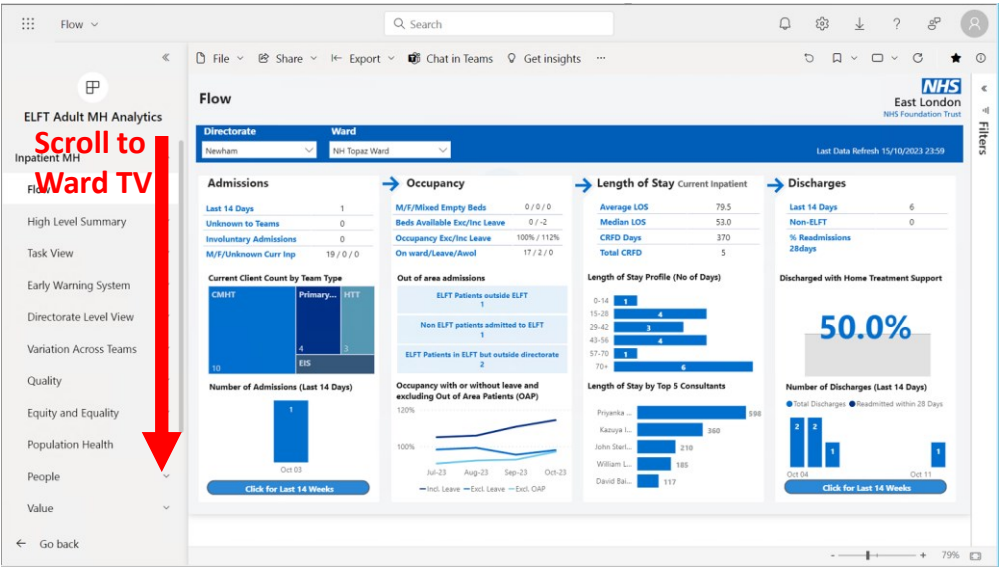 Flow
Search
File
Share
Export
Chat in Teams
Get insights
ELFT Adult MH Analytics
Scroll to
Ward TV
Inpatient MH
Flow
High Level Summary
Task View
Early Warning System
Directorate Level View
Variation Across Teams
Quality
Equity and Equality
Population Health
People
Value
Go back
Flow
NHS
East London
NHS Foundation Trust
Filters
Directorate
Ward
Newham
NH Topaz Ward
Last Data Refresh 15/10/2023 23:59
Admissions
Last 14 Days 1
Unknown to Teams 0
Involuntary Admissions 0
M/F/Unknown Curr Inp 19 / 0 / 0
Current Client Count by Team Type
CMHT
Primary...
HTT
4
3
10
EIS
Number of Admissions (Last 14 Days)
1
Oct 03
Click for Last 14 Weeks
Occupancy
M/F/Mixed Empty Beds 0 / 0 / 0
Beds Available Exc/Inc Leave 0 / -2
Occupancy Exc/Inc Leave 100% / 112%
On ward/Leave/Awol 17 / 2 / 0
Out of area admissions
ELFT Patients outside ELFT
1
Non ELFT patients admitted to ELFT
1
ELFT Patients in ELFT but outside directorate
2
Occupancy with or without leave and
excluding Out of Area Patients (OAP)
120%
100%
Jul-23 Aug-23 Sep-23 Oct-23
Incl. Leave Excl. Leave Excl. OAP
Length of Stay Current Inpatient
Average LOS 79.5
Median LOS 53.0
CRFD Days 370
Total CRFD 5
Length of Stay Profile (No of Days)
0-14 1
15-28 4
29-42 3
43-56 4
57-70 1
70+ 6
Length of Stay by Top 5 Consultants
Priyanka ... 598
Kazuya I... 360
John Sterl... 210
William L... 185
David Bai... 117
Discharges
Last 14 Days 6
Non-ELFT 0
% Readmissions
28days
Discharged with Home Treatment Support
50.0%
Number of Discharges (Last 14 Days)
Total Discharges Readmitted within 28 Days
2 2 1 1
Oct 04 Oct 11
Click for Last 14 Weeks
79%